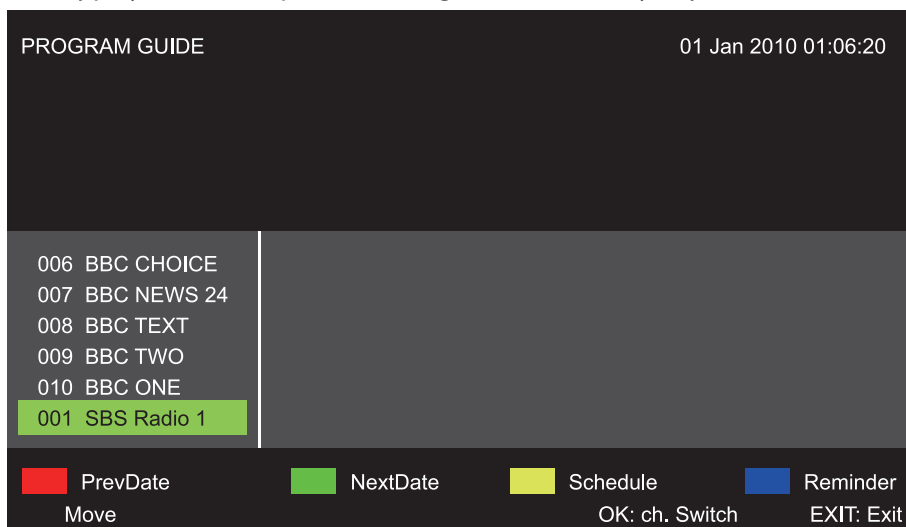 PROGRAM GUIDE 01 Jan 2010 01:06:20
006 BBC CHOICE
007 BBC NEWS 24
008 BBC TEXT
009 BBC TWO
010 BBC ONE
001 SBS Radio 1
PrevDate NextDate Schedule Reminder
Move OK: ch. Switch EXIT: Exit